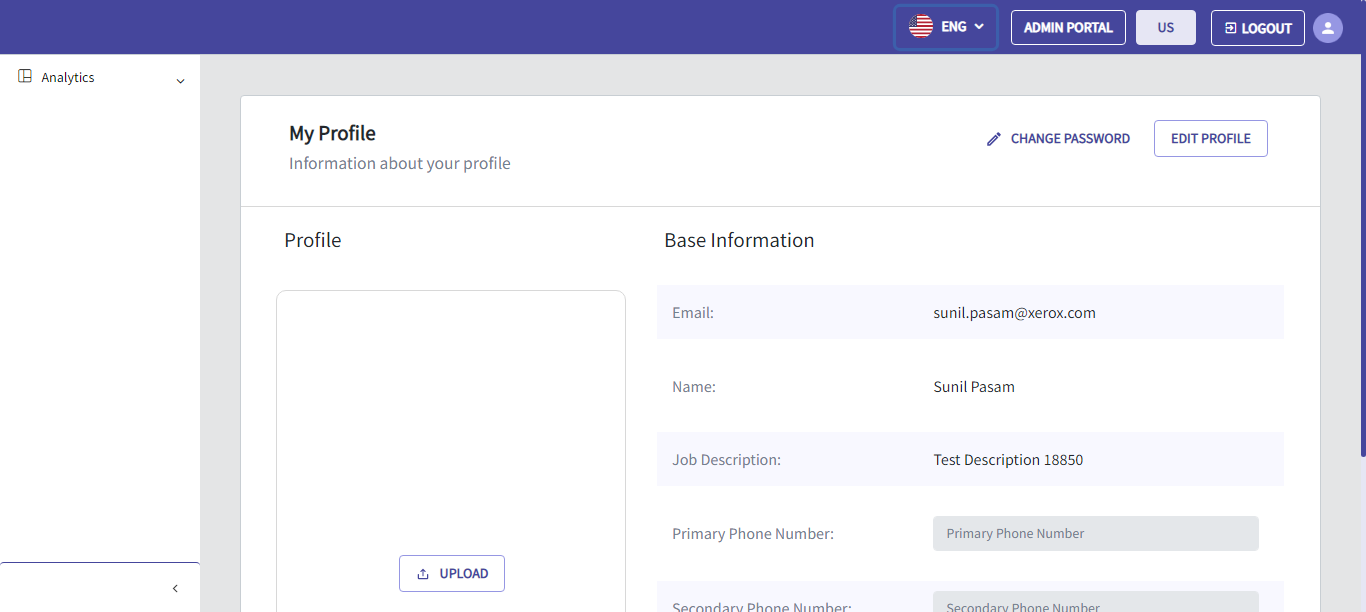 ENG
ADMIN PORTAL
US
LOGOUT
Analytics
My Profile
Information about your profile
CHANGE PASSWORD
EDIT PROFILE
Profile
UPLOAD
Base Information
Email: sunil.pasam@xerox.com
Name: Sunil Pasam
Job Description: Test Description 18850
Primary Phone Number: Primary Phone Number
Secondary Phone Number: Secondary Phone Number